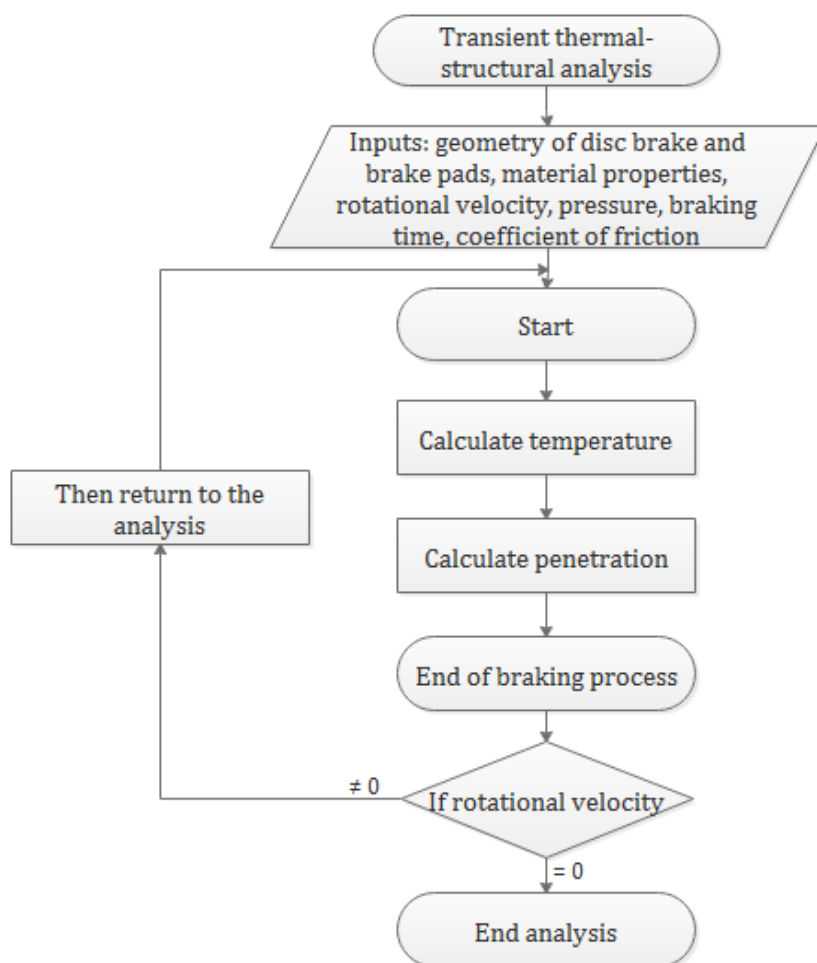 Transient thermal-
structural analysis
Inputs: geometry of disc brake and
brake pads, material properties,
rotational velocity, pressure, braking
time, coefficient of friction
Start
Calculate temperature
Then return to the
analysis
Calculate penetration
End of braking process
≠ 0
If rotational velocity
= 0
End analysis